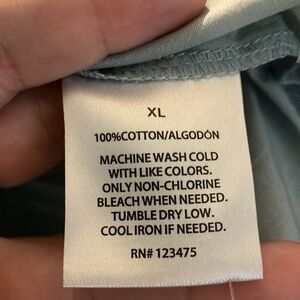 XL
100%COTTON/ALGODÓN
MACHINE WASH COLD
WITH LIKE COLORS.
ONLY NON-CHLORINE
BLEACH WHEN NEEDED.
TUMBLE DRY LOW.
COOL IRON IF NEEDED.
RN# 123475